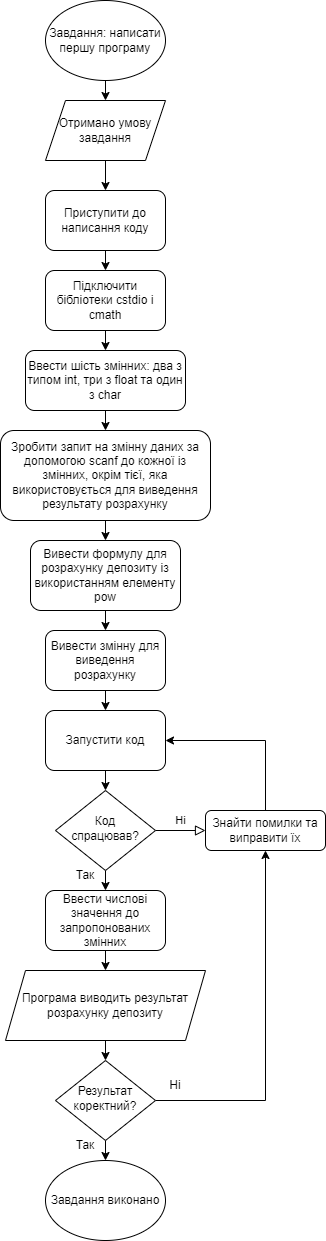 Завдання: написати
першу програму
Отримано умову
завдання
Приступити до
написання коду
Підключити
бібліотеки cstdio і
cmath
Ввести шість змінних: два з
типом int, три з float та один
з char
Зробити запит на змінну даних за
допомогою scanf до кожної із
змінних, окрім тієї, яка
використовується для виведення
результату розрахунку
Вивести формулу для
розрахунку депозиту із
використанням елементу
pow
Вивести змінну для
виведення
розрахунку
Запустити код
Код
спрацював?
Ні
Знайти помилки та
виправити їх
Так
Ввести числові
значення до
запропонованих
змінних
Програма виводить результат
розрахунку депозиту
Результат
коректний?
Ні
Так
Завдання виконано